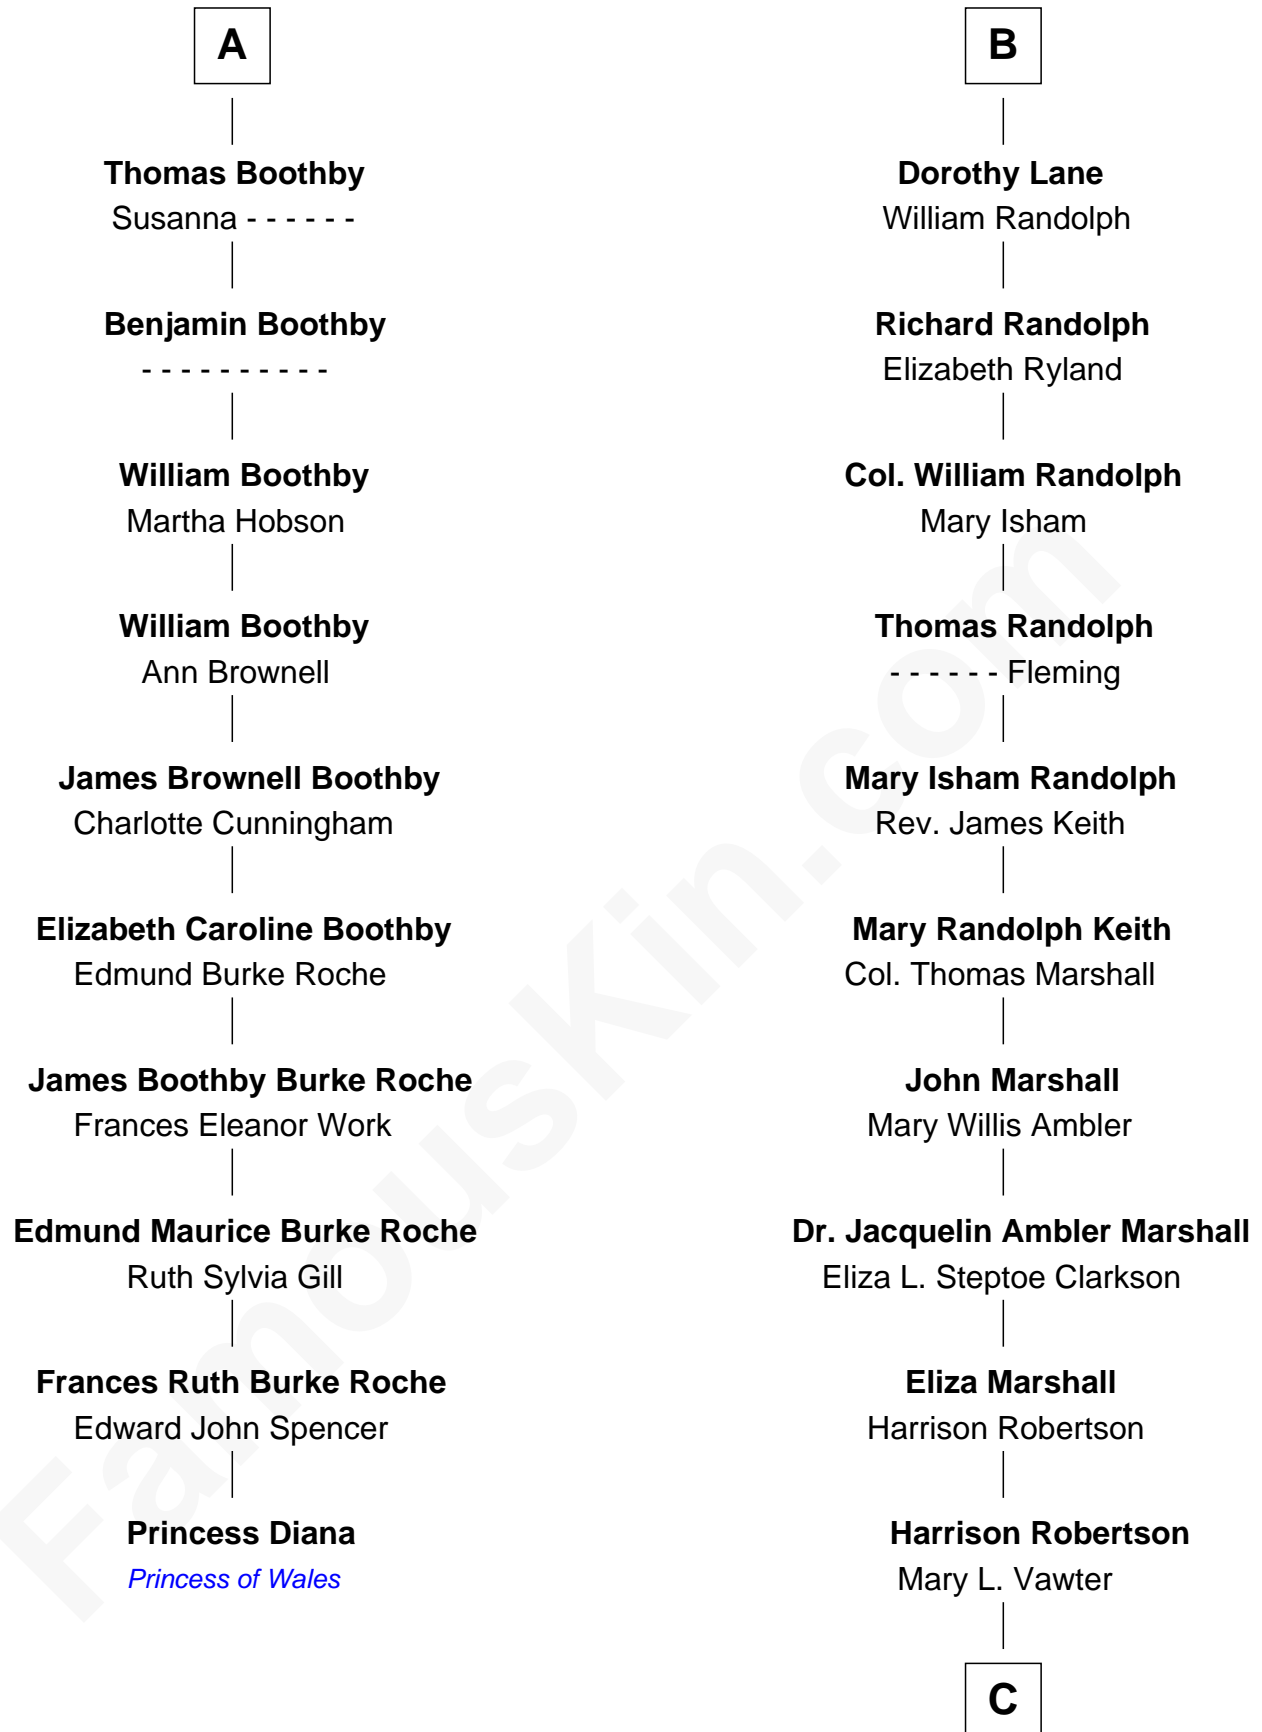 A
Thomas Boothby
Susanna - - - - - -
Benjamin Boothby
- - - - - - - - - -
William Boothby
Martha Hobson
William Boothby
Ann Brownell
James Brownell Boothby
Charlotte Cunningham
Elizabeth Caroline Boothby
Edmund Burke Roche
James Boothby Burke Roche
Frances Eleanor Work
Edmund Maurice Burke Roche
Ruth Sylvia Gill
Frances Ruth Burke Roche
Edward John Spencer
Princess Diana
Princess of Wales
B
Dorothy Lane
William Randolph
Richard Randolph
Elizabeth Ryland
Col. William Randolph
Mary Isham
Thomas Randolph
- - - - - - Fleming
Mary Isham Randolph
Rev. James Keith
Mary Randolph Keith
Col. Thomas Marshall
John Marshall
Mary Willis Ambler
Dr. Jacquelin Ambler Marshall
Eliza L. Steptoe Clarkson
Eliza Marshall
Harrison Robertson
Harrison Robertson
Mary L. Vawter
C
FamousKin.com